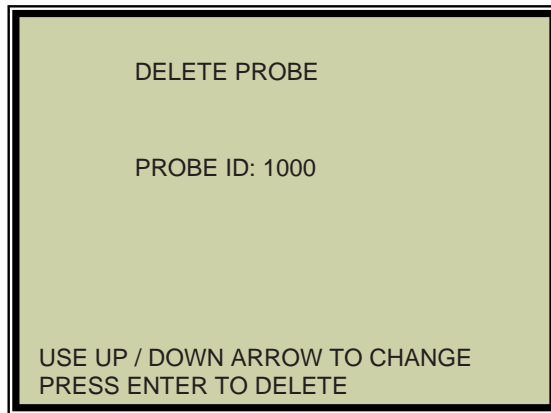 DELETE PROBE
PROBE ID: 1000
USE UP / DOWN ARROW TO CHANGE
PRESS ENTER TO DELETE